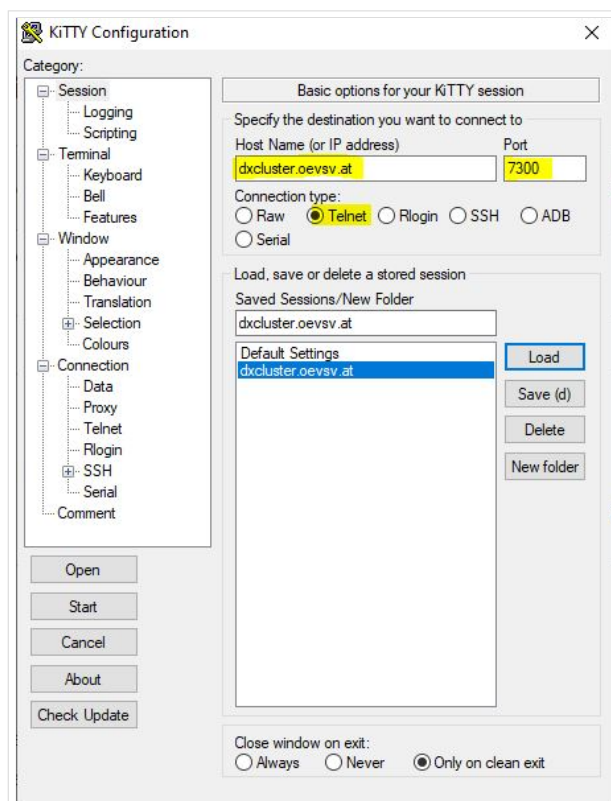 KiTTY Configuration
Category:
Session
Logging
Scripting
Terminal
Keyboard
Bell
Features
Window
Appearance
Behaviour
Translation
Selection
Colours
Connection
Data
Proxy
Telnet
Rlogin
SSH
Serial
Comment
Open
Start
Cancel
About
Check Update
Basic options for your KiTTY session
Specify the destination you want to connect to
Host Name (or IP address) Port
dxcluster.oevsv.at 7300
Connection type:
Raw Telnet Rlogin SSH ADB
Serial
Load, save or delete a stored session
Saved Sessions/New Folder
dxcluster.oevsv.at
Default Settings
dxcluster.oevsv.at
Load
Save (d)
Delete
New folder
Close window on exit:
Always Never Only on clean exit